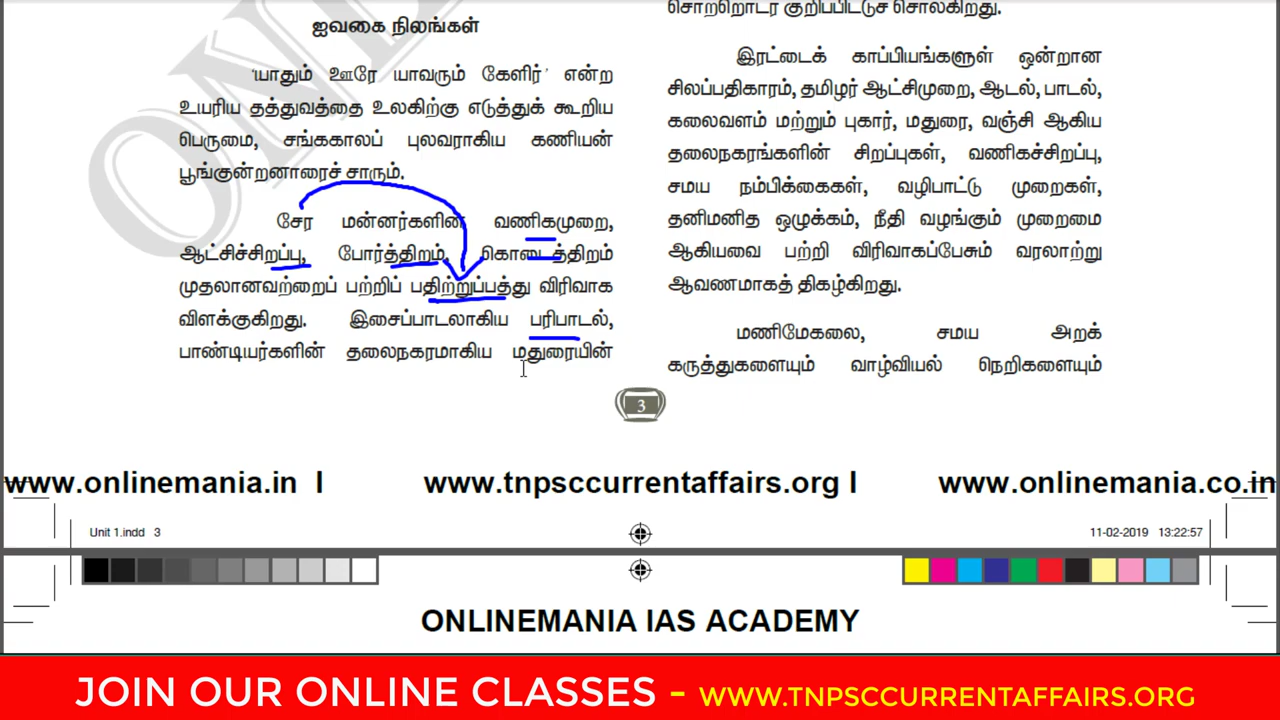 ஐவகை நிலங்கள்
'யாதும் ஊரே யாவரும் கேளிர்' என்ற
உயரிய தத்துவத்தை உலகிற்கு எடுத்துக் கூறிய
பெருமை, சங்ககாலப் புலவராகிய கணியன்
பூங்குன்றனாரைச் சாரும்.
சேர மன்னர்களின் வணிகமுறை,
ஆட்சிச்சிறப்பு, போர்த்திறம், கொடைத்திறம்
முதலானவற்றைப் பற்றிப் பதிற்றுப்பத்து விரிவாக
விளக்குகிறது. இசைப்பாடலாகிய பரிபாடல்,
பாண்டியர்களின் தலைநகரமாகிய மதுரையின்
சொற்றொடர் குறிப்பிட்டுச் சொல்கிறது.
இரட்டைக் காப்பியங்களுள் ஒன்றான
சிலப்பதிகாரம், தமிழர் ஆட்சிமுறை, ஆடல், பாடல்,
கலைவளம் மற்றும் புகார், மதுரை, வஞ்சி ஆகிய
தலைநகரங்களின் சிறப்புகள், வணிகச்சிறப்பு,
சமய நம்பிக்கைகள், வழிபாட்டு முறைகள்,
தனிமனித ஒழுக்கம், நீதி வழங்கும் முறைமை
ஆகியவை பற்றி விரிவாகப்பேசும் வரலாற்று
ஆவணமாகத் திகழ்கிறது.
மணிமேகலை, சமய அறக்
கருத்துகளையும் வாழ்வியல் நெறிகளையும்
3
www.onlinemania.in I www.tnpsccurrentaffairs.org I www.onlinemania.co.in
Unit 1.indd 3 11-02-2019 13:22:57
ONLINEMANIA IAS ACADEMY
JOIN OUR ONLINE CLASSES - WWW.TNPSCCURRENTAFFAIRS.ORG